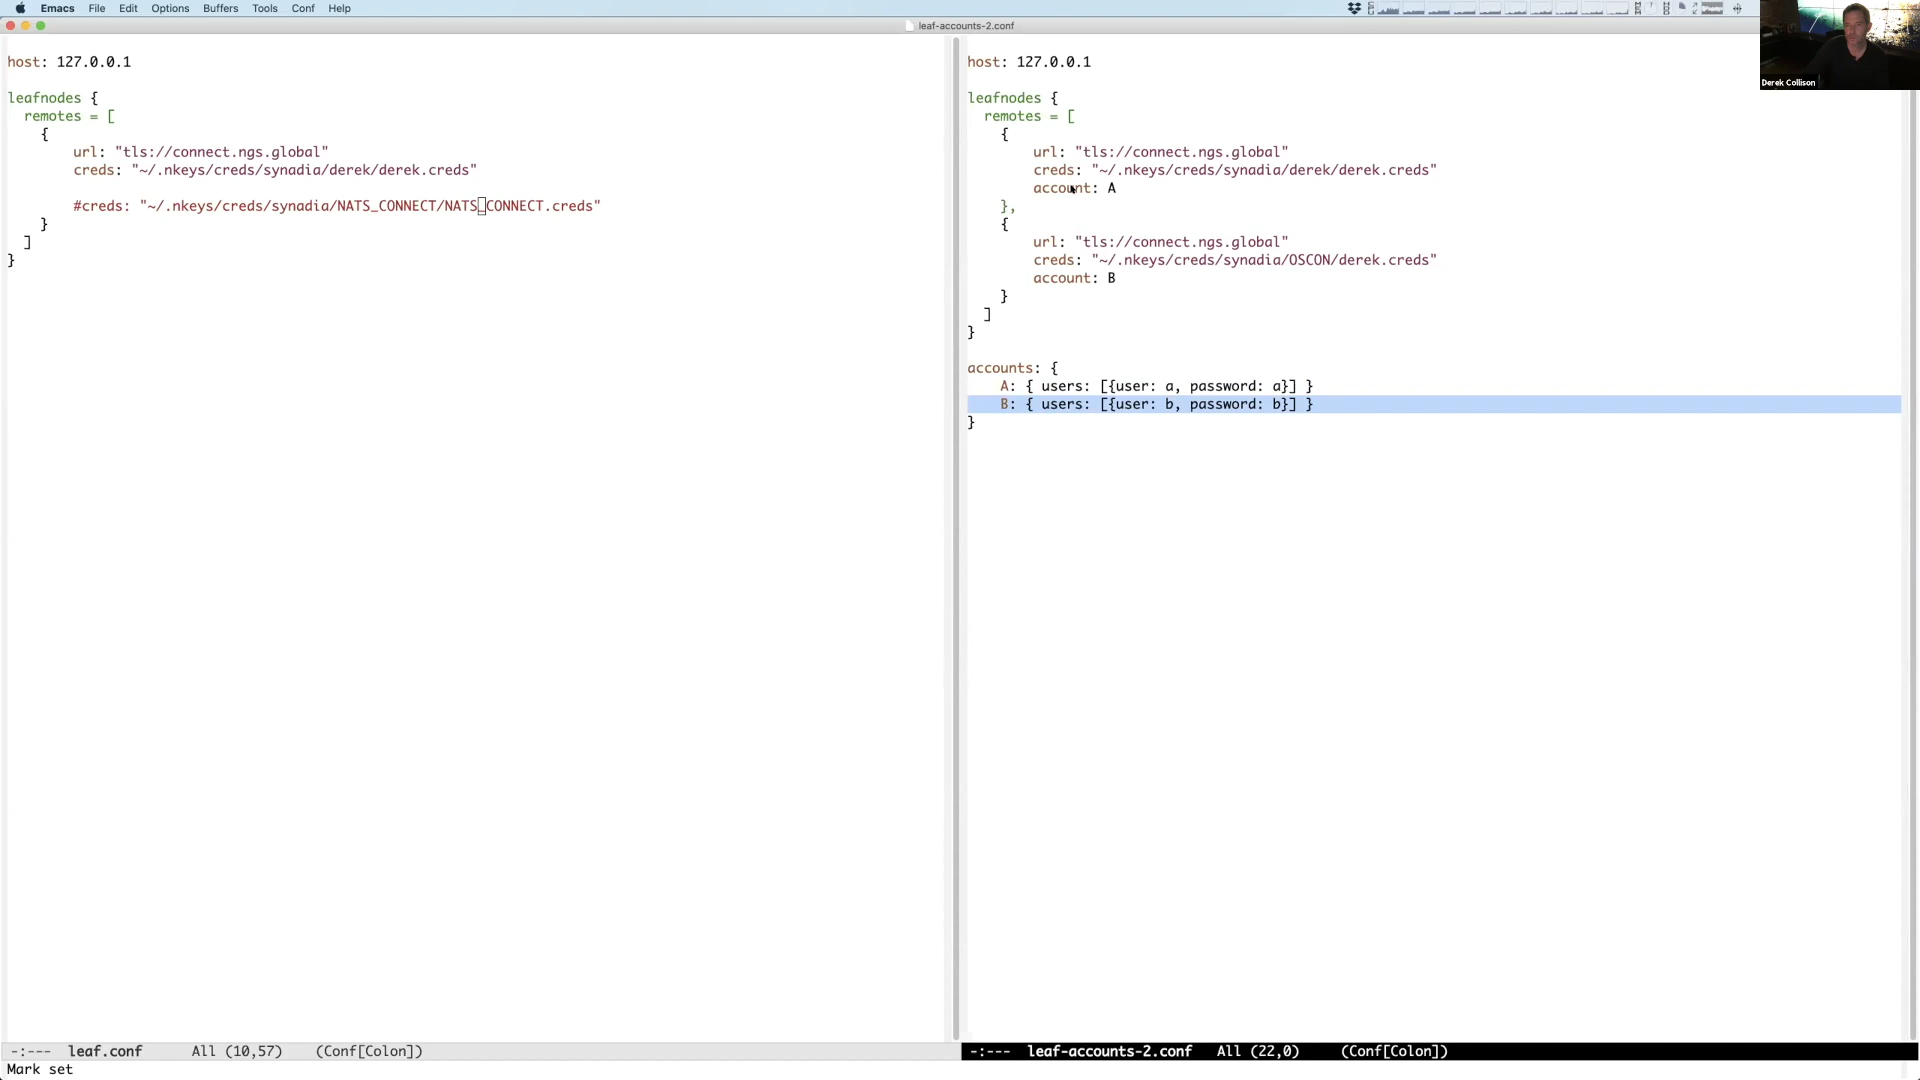 Emacs File Edit Options Buffers Tools Conf Help
leaf-accounts-2.conf
Derek Collison
host: 127.0.0.1
leafnodes {
remotes = [
{
url: "tls://connect.ngs.global"
creds: "~/.nkeys/creds/synadia/derek/derek.creds"
#creds: "~/.nkeys/creds/synadia/NATS_CONNECT/NATS_CONNECT.creds"
}
]
}
host: 127.0.0.1
leafnodes {
remotes = [
{
url: "tls://connect.ngs.global"
creds: "~/.nkeys/creds/synadia/derek/derek.creds"
account: A
},
{
url: "tls://connect.ngs.global"
creds: "~/.nkeys/creds/synadia/OSCON/derek.creds"
account: B
}
]
}
accounts: {
A: { users: [{user: a, password: a}] }
B: { users: [{user: b, password: b}] }
}
-:--- leaf.conf All (10,57) (Conf[Colon])
-:--- leaf-accounts-2.conf All (22,0) (Conf[Colon])
Mark set